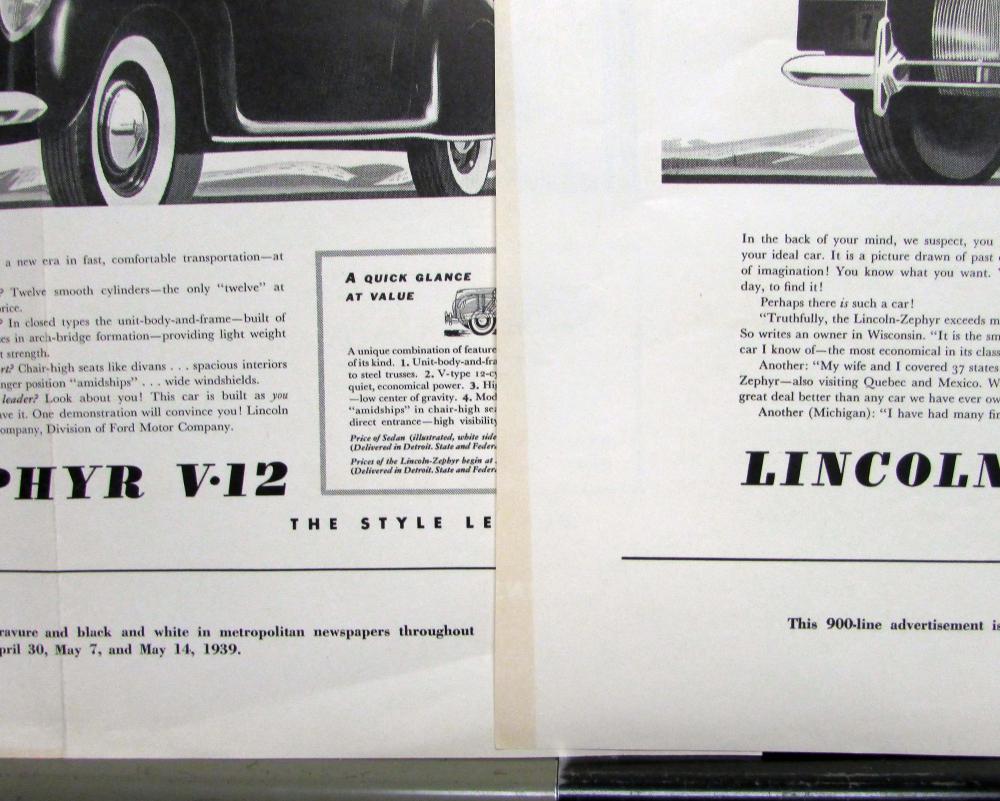 a new era in fast, comfortable transportation—at
? Twelve smooth cylinders—the only "twelve" at
rice.
? In closed types the unit-body-and-frame—built of
es in arch-bridge formation—providing light weight
t strength.
rt? Chair-high seats like divans . . . spacious interiors
nger position "amidships" . . . wide windshields.
leader? Look about you! This car is built as you
ave it. One demonstration will convince you! Lincoln
ompany, Division of Ford Motor Company.
PHYR V·12
A QUICK GLANCE
AT VALUE
A unique combination of feature
of its kind. 1. Unit-body-and-fra
to steel trusses. 2. V-type 12-cy
quiet, economical power. 3. Hig
—low center of gravity. 4. Mod
"amidships" in chair-high sea
direct entrance—high visibility
Price of Sedan (illustrated, white side
(Delivered in Detroit. State and Feder
Prices of the Lincoln-Zephyr begin at
(Delivered in Detroit. State and Feder
THE STYLE LE
ravure and black and white in metropolitan newspapers throughout
pril 30, May 7, and May 14, 1939.
17
In the back of your mind, we suspect, you
your ideal car. It is a picture drawn of past
of imagination! You know what you want.
day, to find it!
Perhaps there is such a car!
"Truthfully, the Lincoln-Zephyr exceeds m
So writes an owner in Wisconsin. "It is the sm
car I know of—the most economical in its class
Another: "My wife and I covered 37 states
Zephyr—also visiting Quebec and Mexico. W
great deal better than any car we have ever ow
Another (Michigan): "I have had many fin
LINCOLN
This 900-line advertisement is